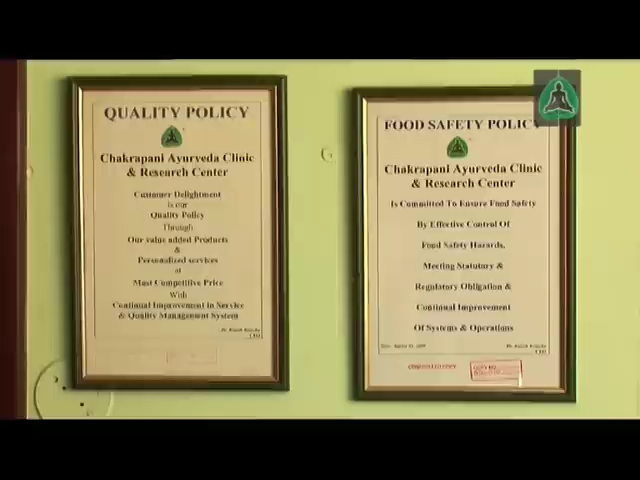 QUALITY POLICY
Chakrapani Ayurveda Clinic
& Research Center
Customer Delightment
is our
Quality Policy
Through
Our value added Products
&
Personalized services
at
Most Competitive Price
With
Continual Improvement in Service
& Quality Management System
FOOD SAFETY POLICY
Chakrapani Ayurveda Clinic
& Research Center
Is Committed To Ensure Food Safety
By Effective Control Of
Food Safety Hazards,
Meeting Statutory &
Regulatory Obligation &
Continual Improvement
Of Systems & Operations